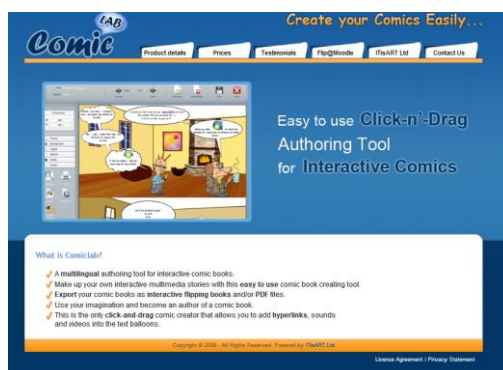 Comic LAB
Create your Comics Easily...
Product details
Prices
Testimonials
Flip@Moodle
ITisART Ltd
Contact Us
Easy to use Click-n`-Drag
Authoring Tool
for Interactive Comics
What is Comiclab?
A multilingual authoring tool for interactive comic books.
Make up your own interactive multimedia stories with this easy to use comic book creating tool.
Export your comic books as interactive flipping books and/or PDF files.
Use your imagination and become an author of a comic book.
This is the only click-and-drag comic creator that allows you to add hyperlinks, sounds
and videos into the text balloons.
Copyright © 2008 - All Rights Reserved. Powered by ITisART Ltd
License Agreement | Privacy Statement